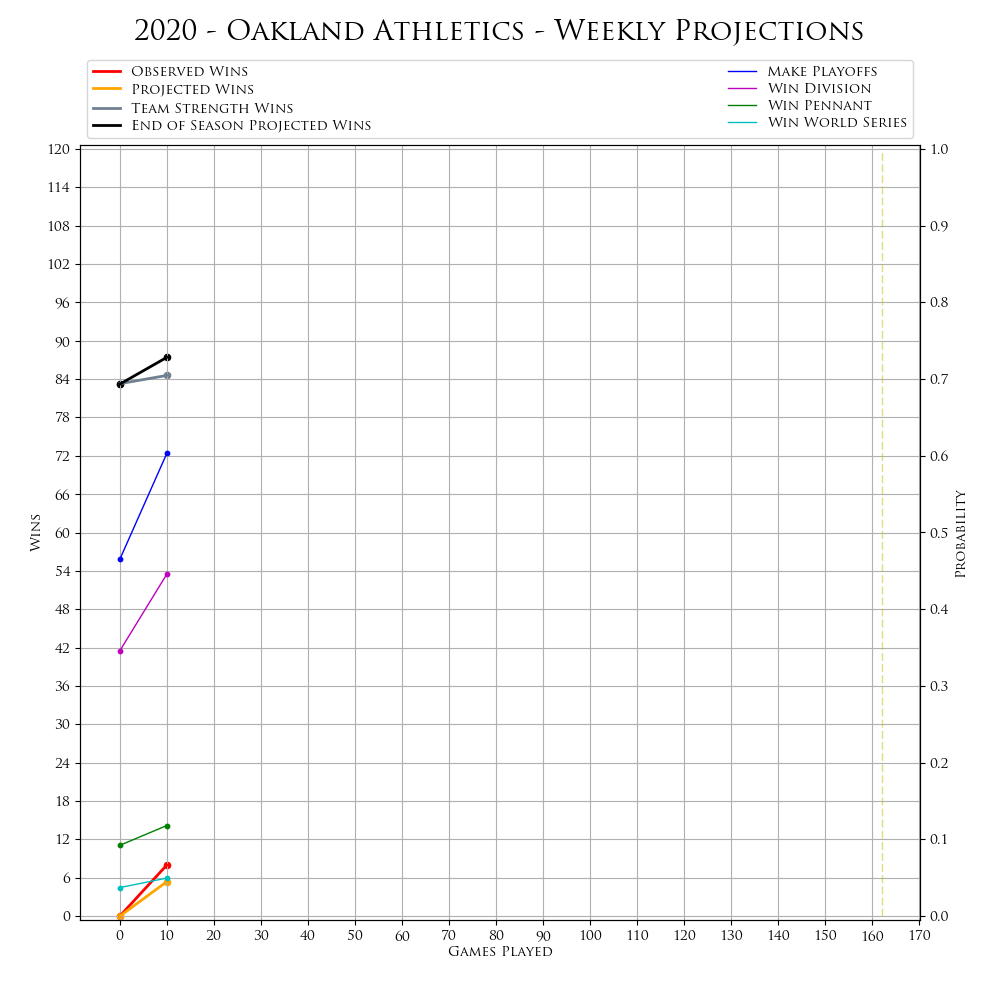 2020 - Oakland Athletics - Weekly Projections
Observed Wins
Projected Wins
Team Strength Wins
End of Season Projected Wins
Make Playoffs
Win Division
Win Pennant
Win World Series
120
114
108
102
96
90
84
78
72
66
60
54
48
42
36
30
24
18
12
6
0
Wins
1.0
0.9
0.8
0.7
0.6
0.5
0.4
0.3
0.2
0.1
0.0
Probability
0 10 20 30 40 50 60 70 80 90 100 110 120 130 140 150 160 170
Games Played